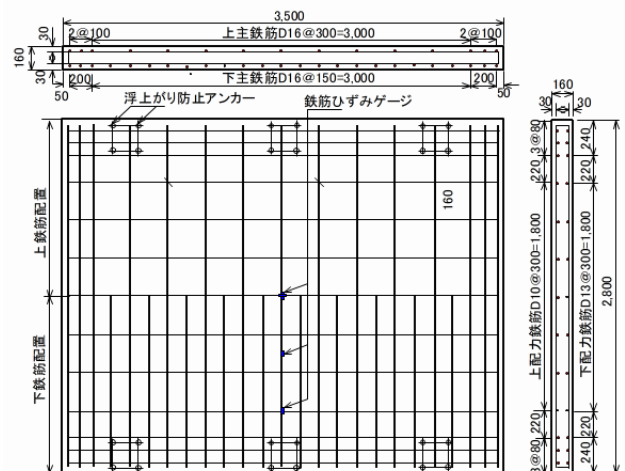 3,500
2@100
上主鉄筋D16@300=3,000
2@100
30
160
30
200
下主鉄筋D16@150=3,000
200
50
50
浮上がり防止アンカー
鉄筋ひずみゲージ
160
30
30
上鉄筋配置
下鉄筋配置
160
3@80
220
上配力鉄筋D10@300=1,800
220
3@80
240
220
下配力鉄筋D13@300=1,800
220
240
2,800